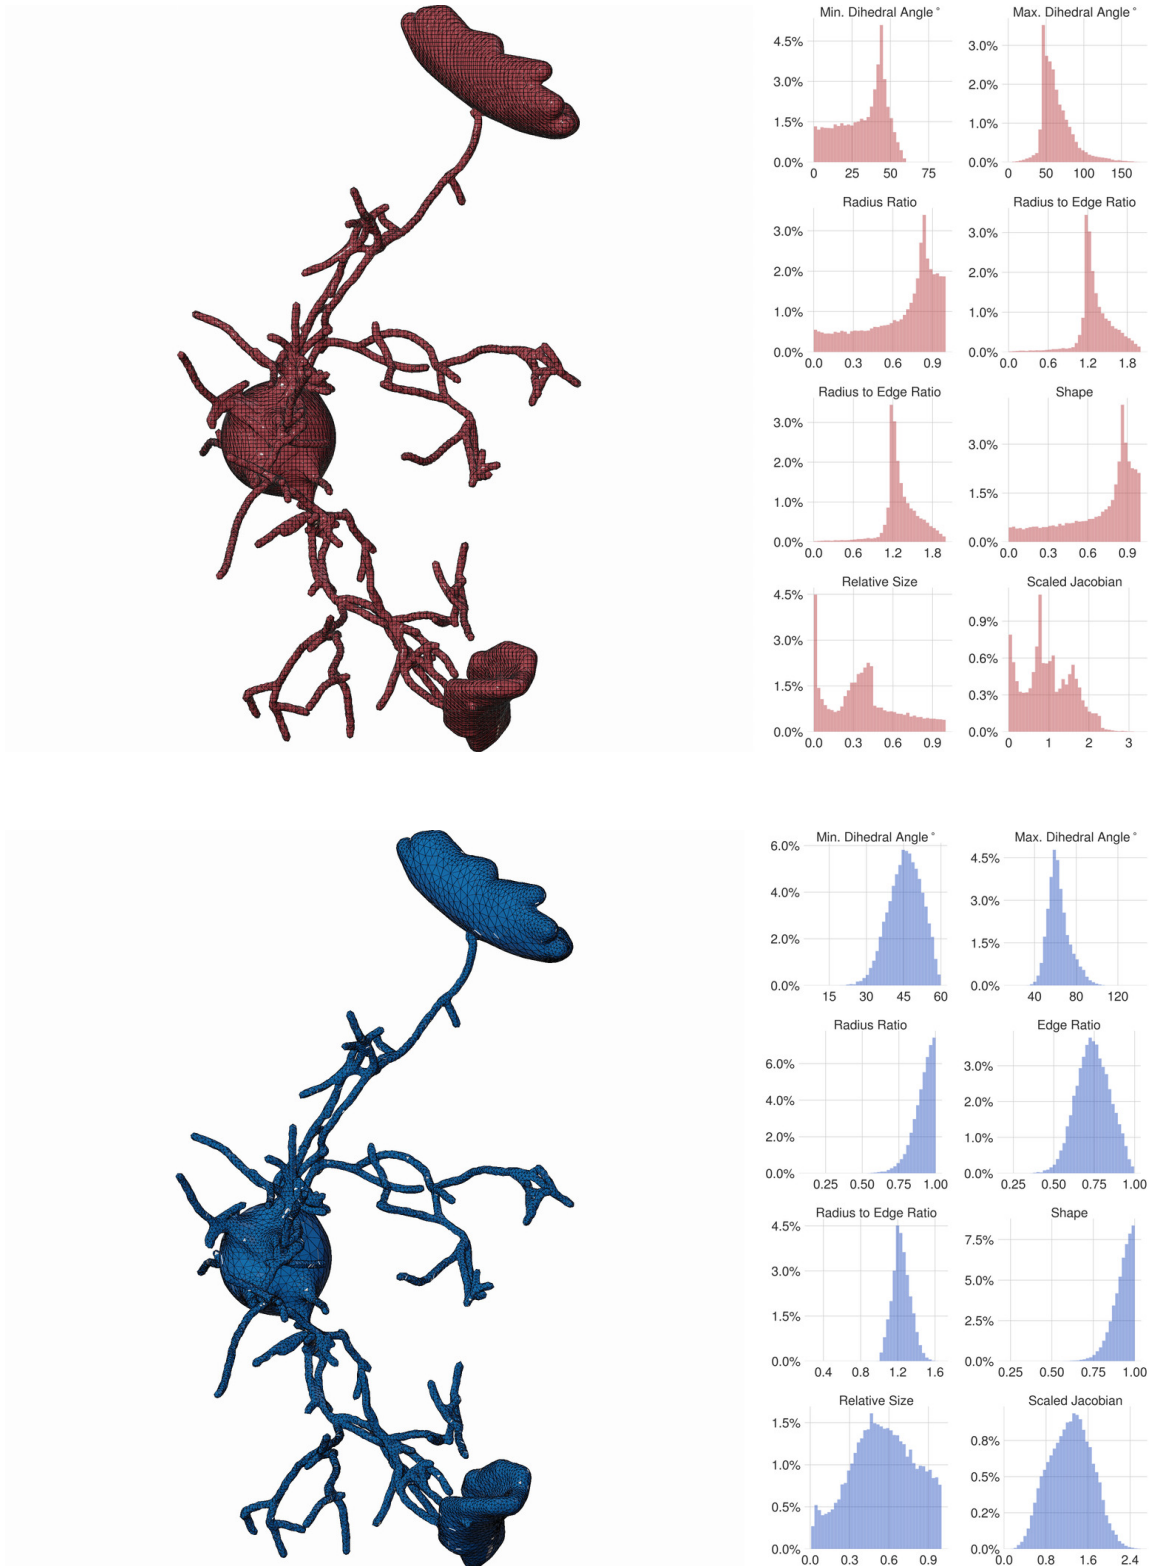 Min. Dihedral Angle °
4.5%
3.0%
1.5%
0.0%
0 25 50 75
Max. Dihedral Angle °
3.0%
2.0%
1.0%
0.0%
0 50 100 150
Radius Ratio
3.0%
2.0%
1.0%
0.0%
0.0 0.3 0.6 0.9
Radius to Edge Ratio
3.0%
2.0%
1.0%
0.0%
0.0 0.6 1.2 1.8
Radius to Edge Ratio
3.0%
2.0%
1.0%
0.0%
0.0 0.6 1.2 1.8
Shape
3.0%
1.5%
0.0%
0.0 0.3 0.6 0.9
Relative Size
4.5%
3.0%
1.5%
0.0%
0.0 0.3 0.6 0.9
Scaled Jacobian
0.9%
0.6%
0.3%
0.0%
0 1 2 3
Min. Dihedral Angle °
6.0%
4.0%
2.0%
0.0%
15 30 45 60
Max. Dihedral Angle °
4.5%
3.0%
1.5%
0.0%
40 80 120
Radius Ratio
6.0%
4.0%
2.0%
0.0%
0.25 0.50 0.75 1.00
Edge Ratio
3.0%
2.0%
1.0%
0.0%
0.25 0.50 0.75 1.00
Radius to Edge Ratio
4.5%
3.0%
1.5%
0.0%
0.4 0.8 1.2 1.6
Shape
7.5%
5.0%
2.5%
0.0%
0.25 0.50 0.75 1.00
Relative Size
1.5%
1.0%
0.5%
0.0%
0.0 0.3 0.6 0.9
Scaled Jacobian
0.8%
0.5%
0.2%
0.0%
0.0 0.8 1.6 2.4